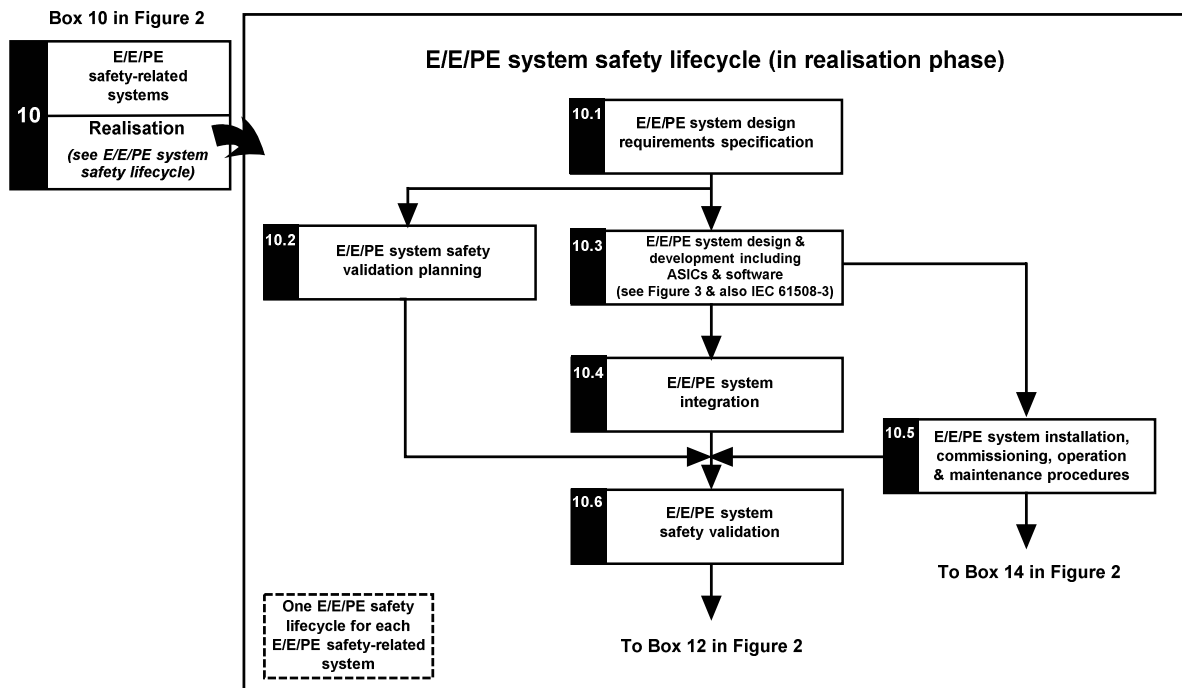 Box 10 in Figure 2
10
E/E/PE
safety-related
systems
Realisation
(see E/E/PE system
safety lifecycle)
E/E/PE system safety lifecycle (in realisation phase)
10.1
E/E/PE system design
requirements specification
10.2
E/E/PE system safety
validation planning
10.3
E/E/PE system design &
development including
ASICs & software
(see Figure 3 & also IEC 61508-3)
10.4
E/E/PE system
integration
10.5
E/E/PE system installation,
commissioning, operation
& maintenance procedures
10.6
E/E/PE system
safety validation
To Box 14 in Figure 2
One E/E/PE safety
lifecycle for each
E/E/PE safety-related
system
To Box 12 in Figure 2